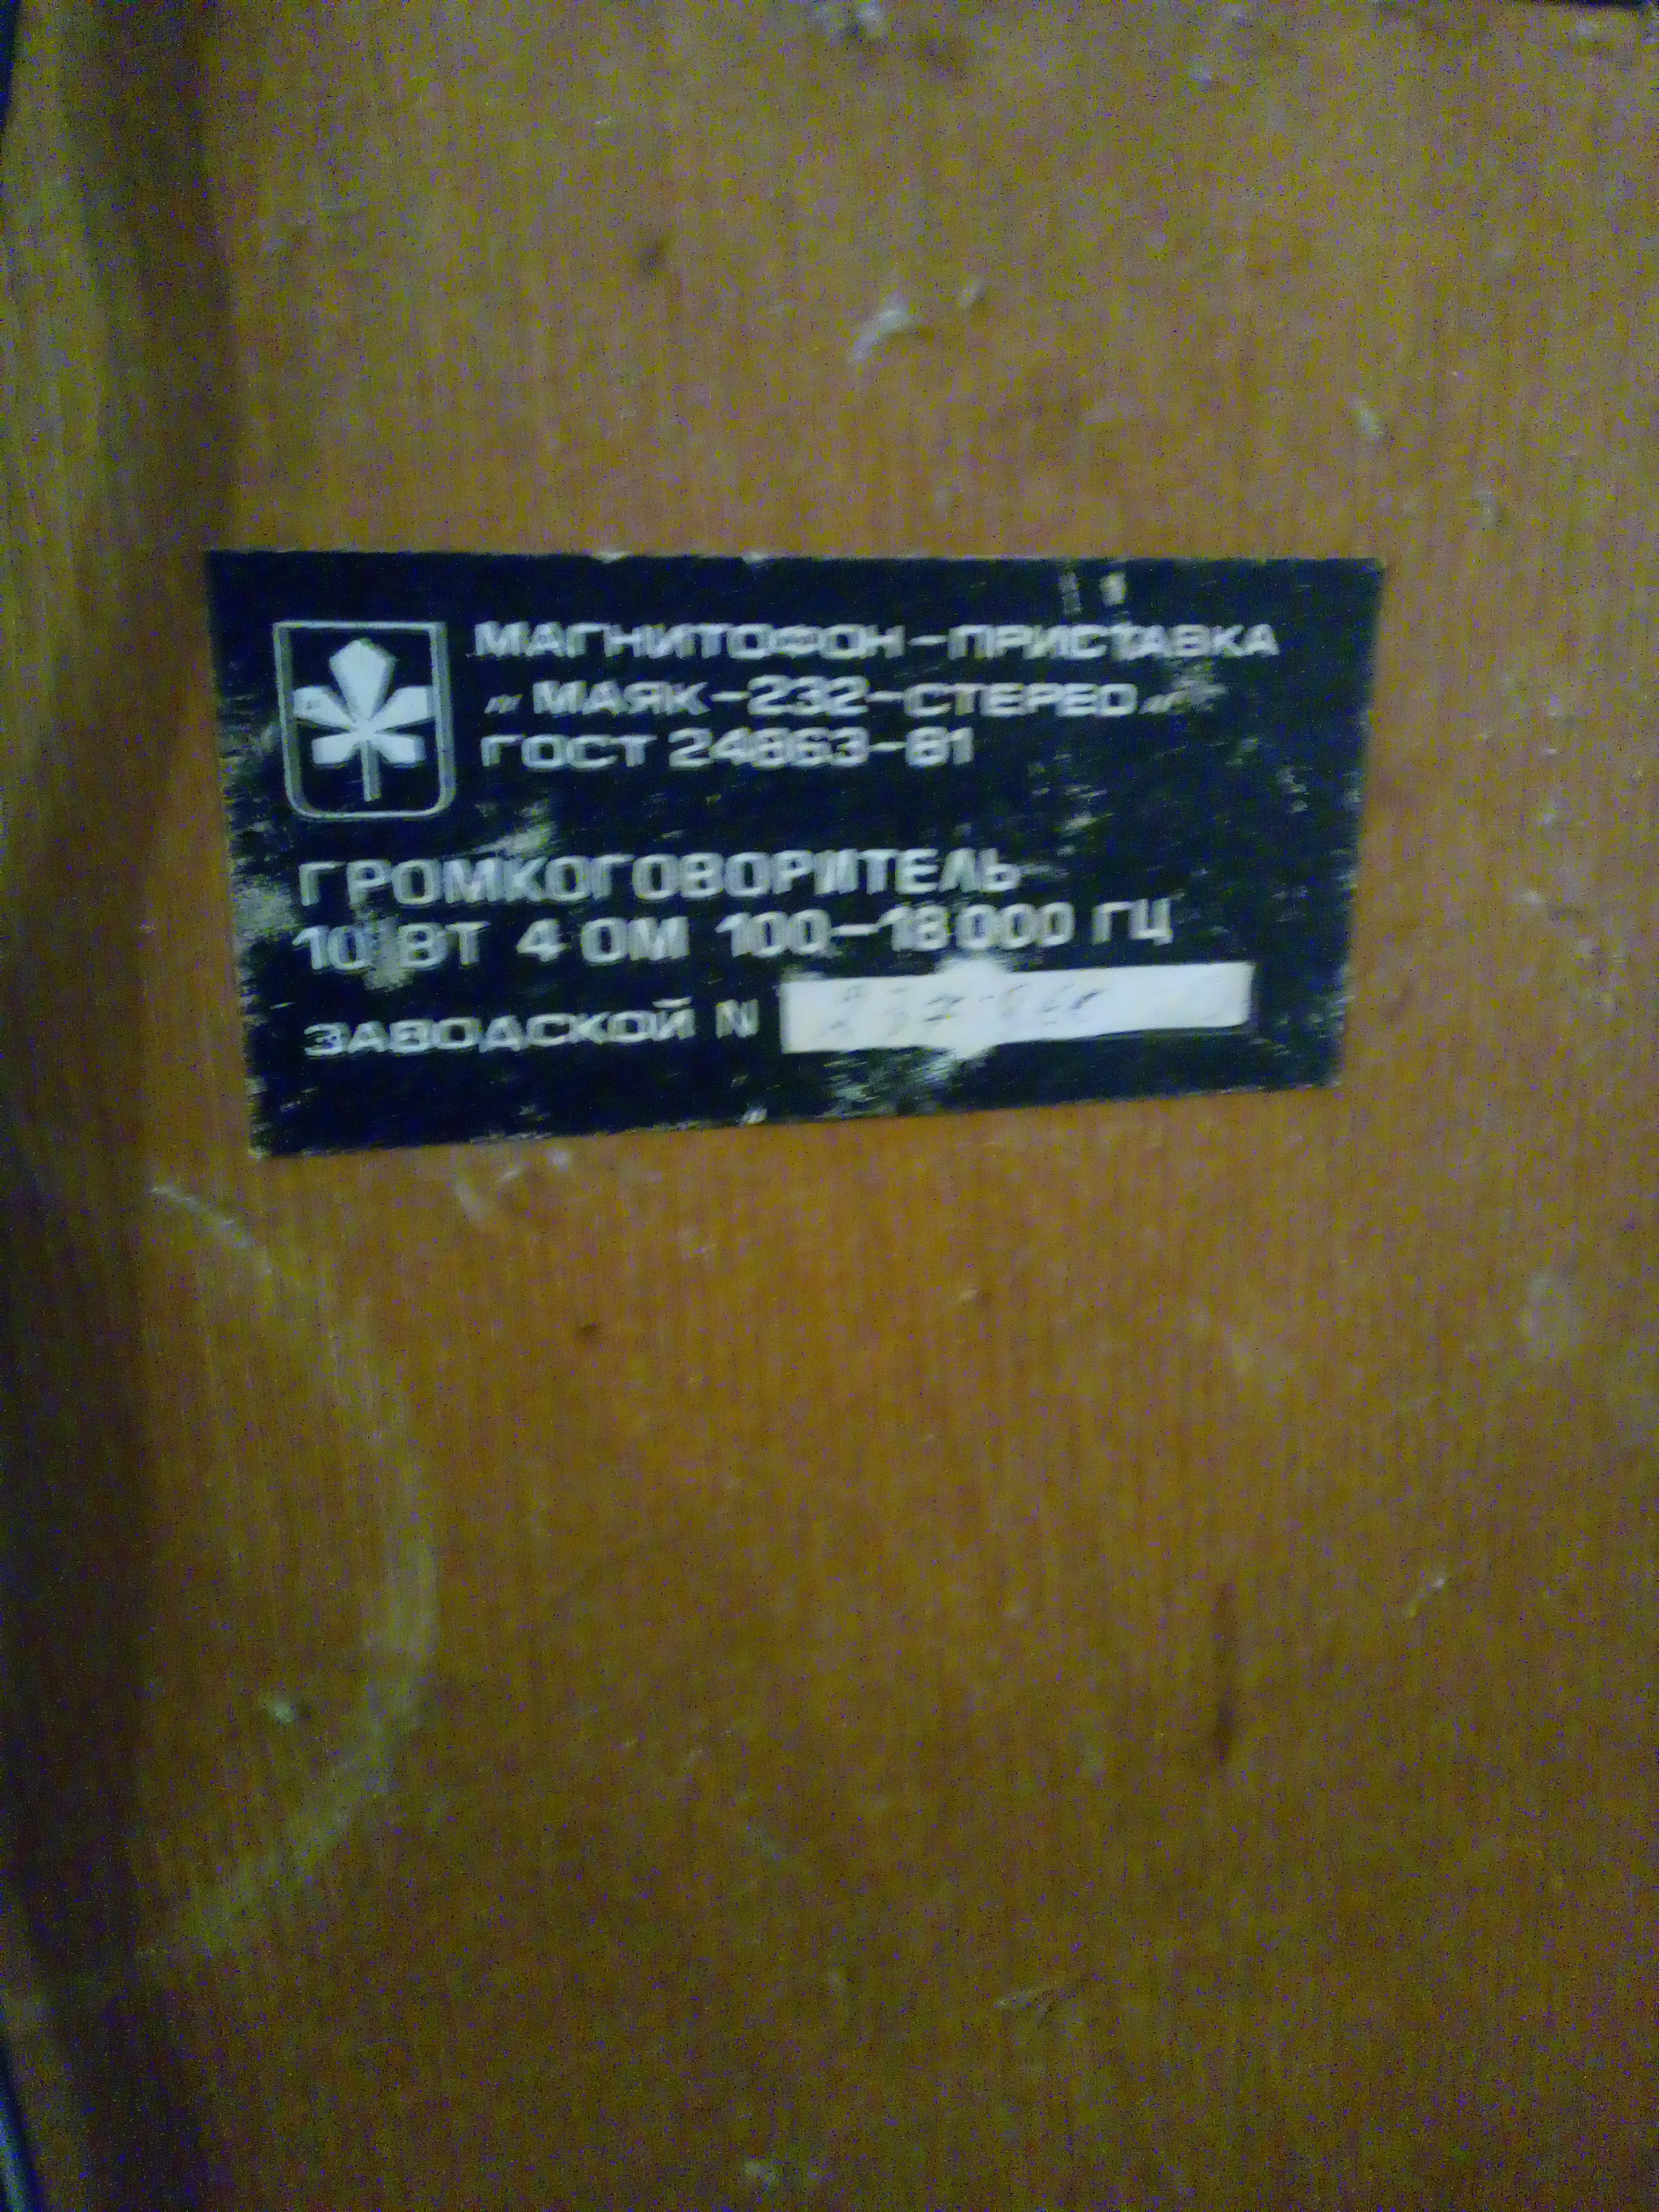 МАГНИТОФОН-ПРИСТАВКА
„МАЯК-232-СТЕРЕО„
ГОСТ 24863-81
ГРОМКОГОВОРИТЕЛЬ
10 ВТ 4 ОМ 100-18000 ГЦ
ЗАВОДСКОЙ N